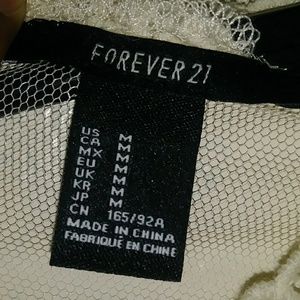 FOREVER 21
US M
CA M
MX M
EU M
UK M
KR M
JP M
CN 165/92A
MADE IN CHINA
FABRIQUÉ EN CHINE